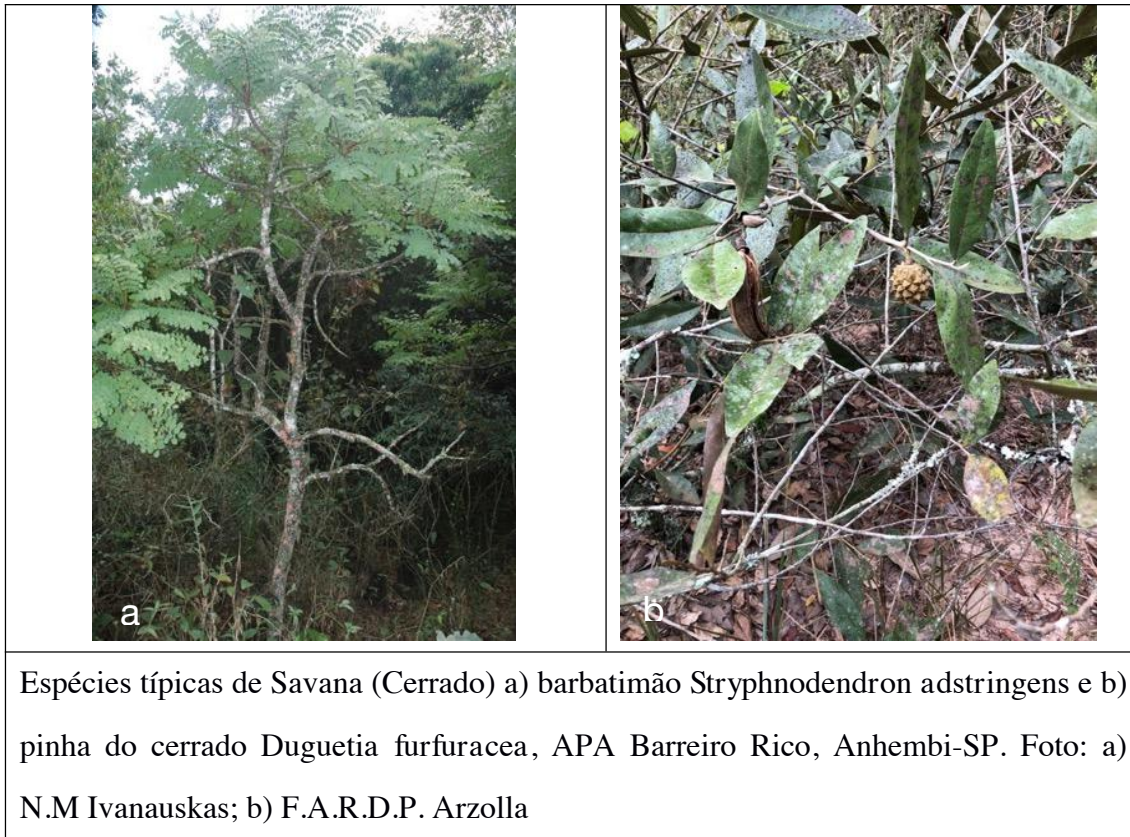 a
b
Espécies típicas de Savana (Cerrado) a) barbatimão Stryphnodendron adstringens e b)
pinha do cerrado Duguetia furfuracea, APA Barreiro Rico, Anhembi-SP. Foto: a)
N.M Ivanauskas; b) F.A.R.D.P. Arzolla